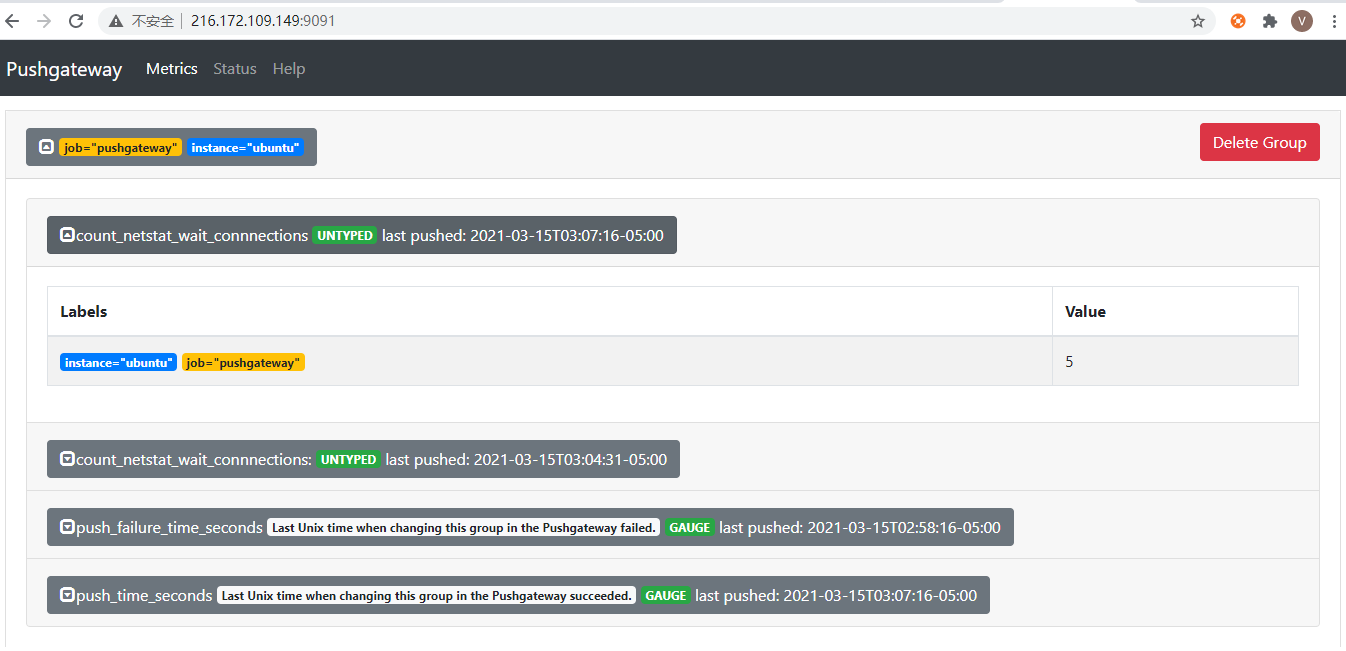 不安全 216.172.109.149:9091 V
Pushgateway Metrics Status Help
job="pushgateway" instance="ubuntu" Delete Group
count_netstat_wait_connnections UNTYPED last pushed: 2021-03-15T03:07:16-05:00
Labels Value
instance="ubuntu" job="pushgateway" 5
count_netstat_wait_connnections: UNTYPED last pushed: 2021-03-15T03:04:31-05:00
push_failure_time_seconds Last Unix time when changing this group in the Pushgateway failed. GAUGE last pushed: 2021-03-15T02:58:16-05:00
push_time_seconds Last Unix time when changing this group in the Pushgateway succeeded. GAUGE last pushed: 2021-03-15T03:07:16-05:00